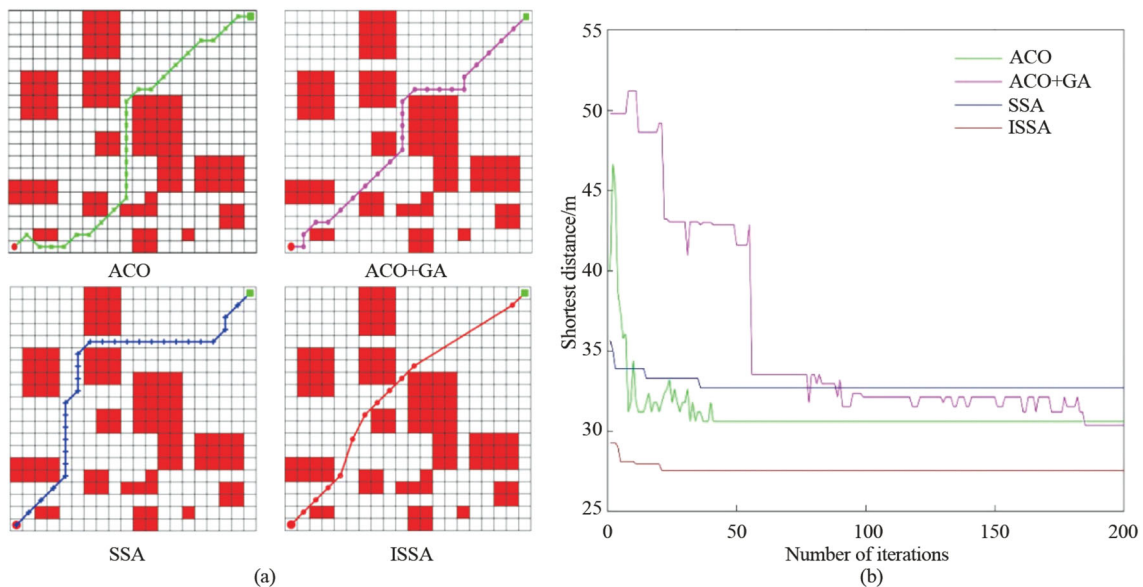 ACO
ACO+GA
SSA
ISSA
(a)
55
50
45
40
35
30
25
Shortest distance/m
ACO
ACO+GA
SSA
ISSA
0
50
100
150
200
Number of iterations
(b)